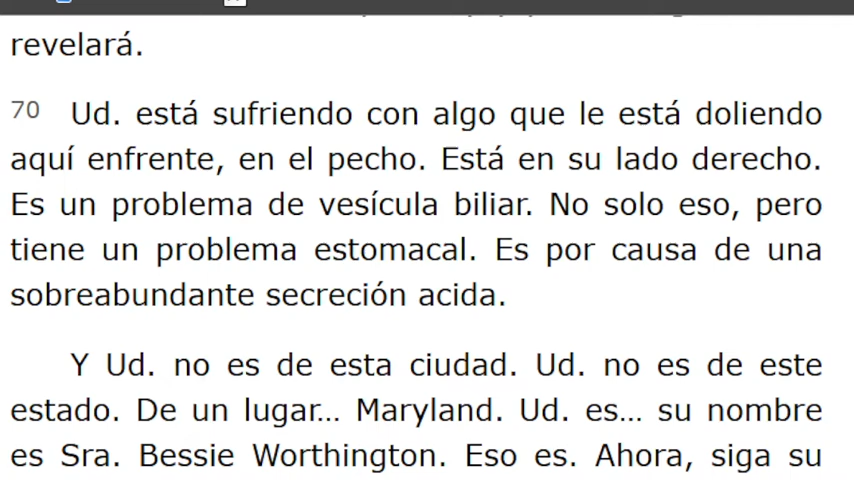 revelará.
70 Ud. está sufriendo con algo que le está doliendo
aquí enfrente, en el pecho. Está en su lado derecho.
Es un problema de vesícula biliar. No solo eso, pero
tiene un problema estomacal. Es por causa de una
sobreabundante secreción acida.
Y Ud. no es de esta ciudad. Ud. no es de este
estado. De un lugar… Maryland. Ud. es… su nombre
es Sra. Bessie Worthington. Eso es. Ahora, siga su